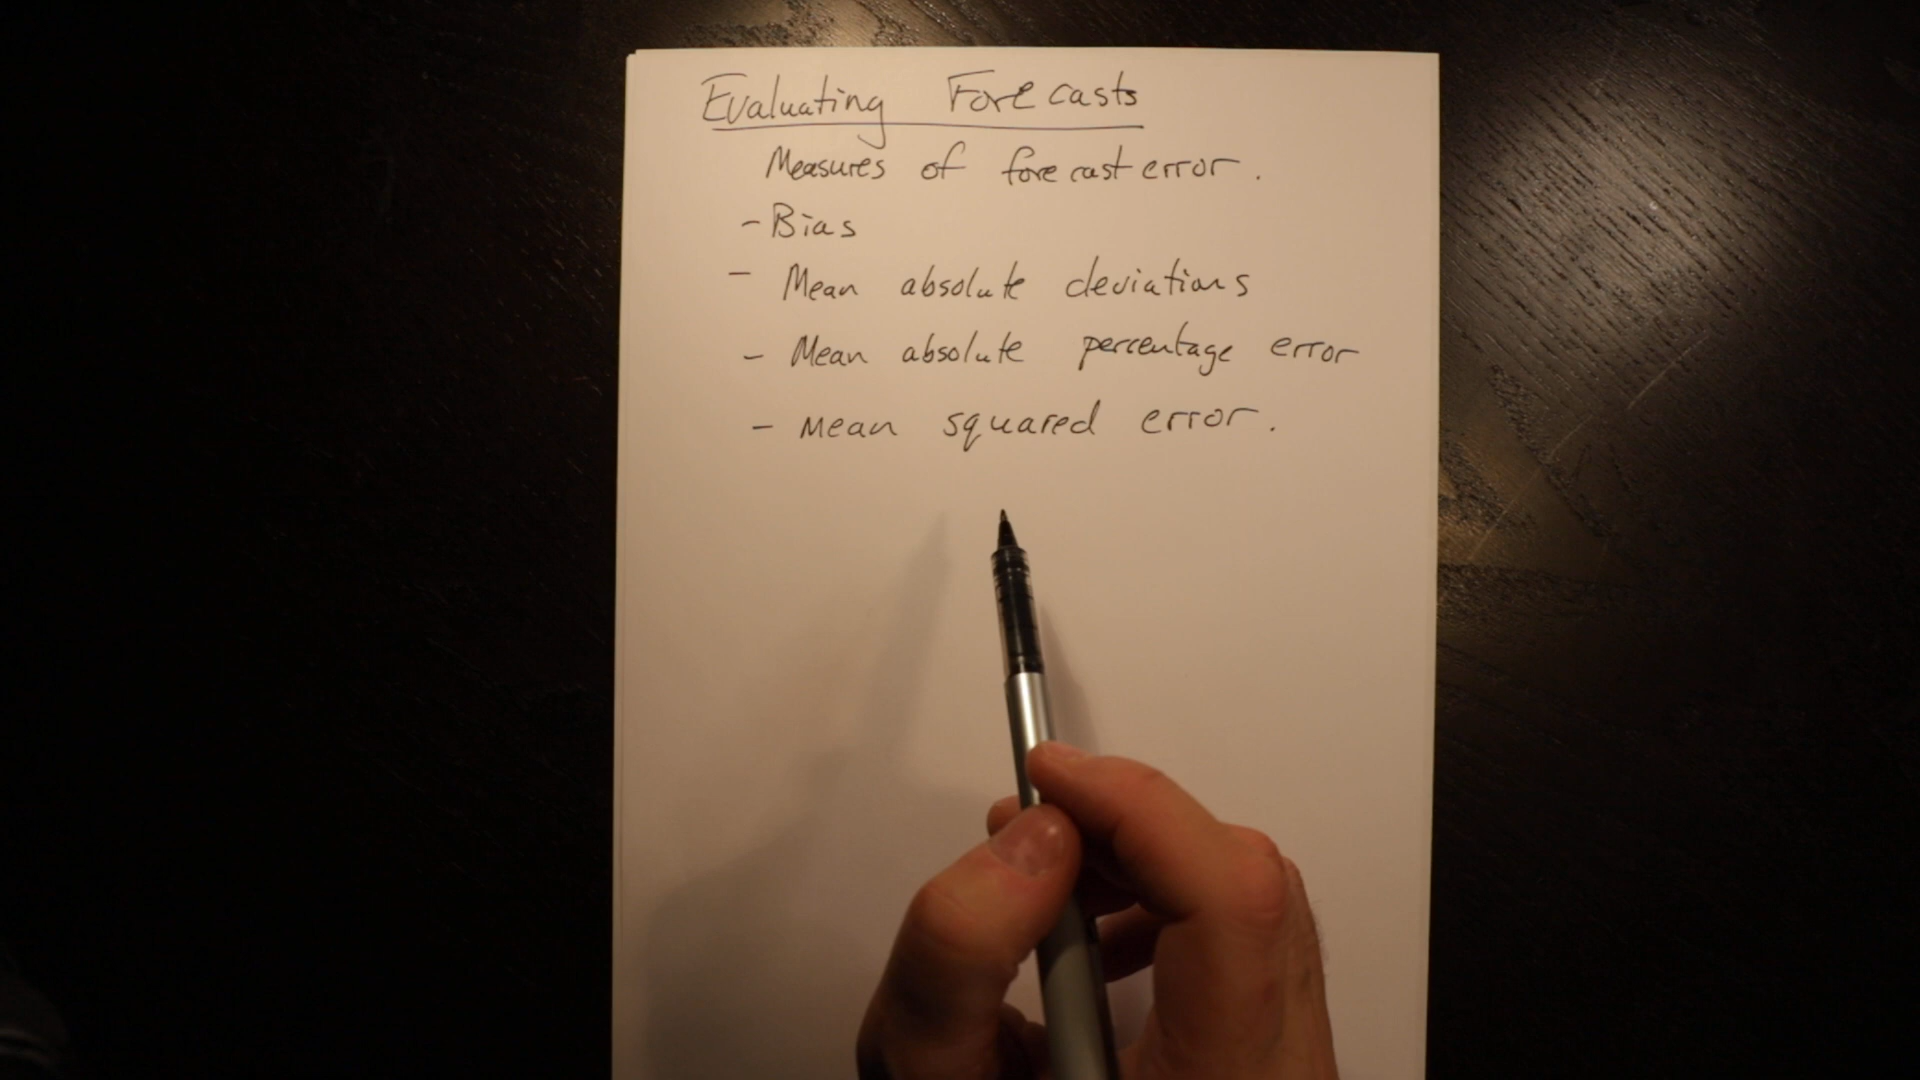 Evaluating Forecasts
Measures of forecast error.
- Bias
- Mean absolute deviations
- Mean absolute percentage error
- Mean squared error.